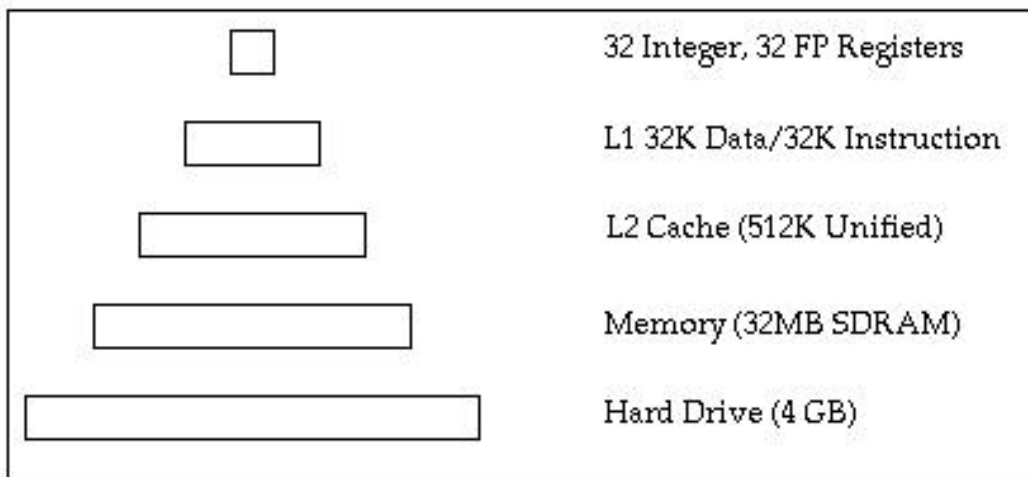 32 Integer, 32 FP Registers
L1 32K Data/32K Instruction
L2 Cache (512K Unified)
Memory (32MB SDRAM)
Hard Drive (4 GB)